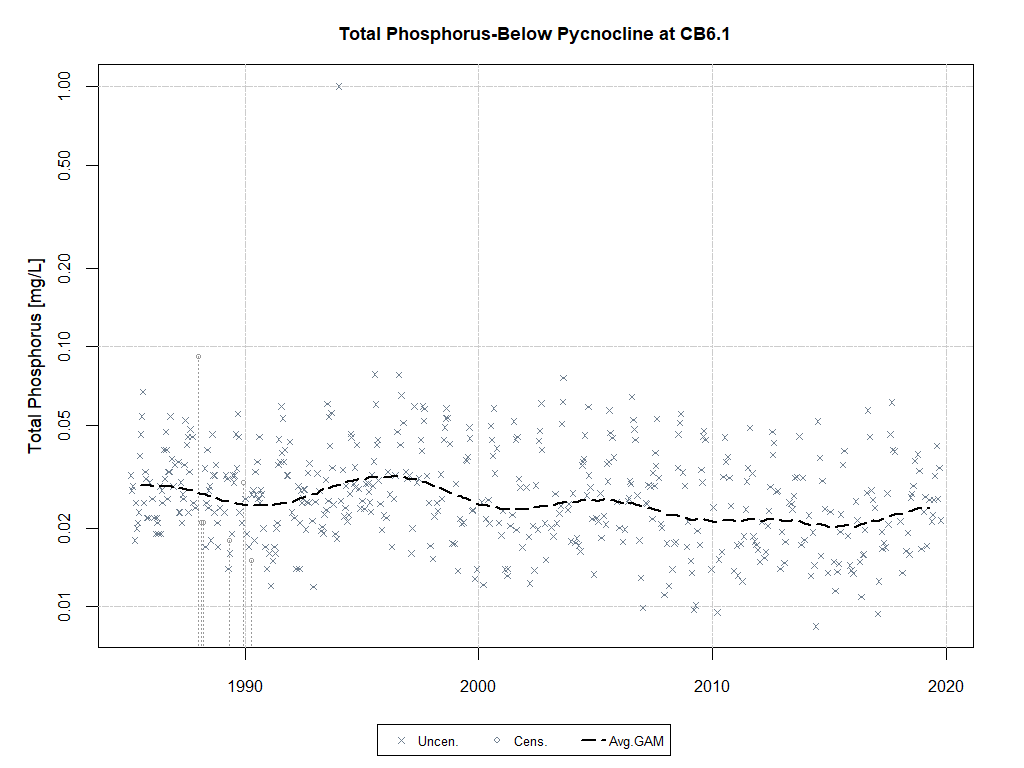 Total Phosphorus-Below Pycnocline at CB6.1
Total Phosphorus [mg/L]
1.00
0.50
0.20
0.10
0.05
0.02
0.01
1990 2000 2010 2020
Uncen. Cens. Avg.GAM